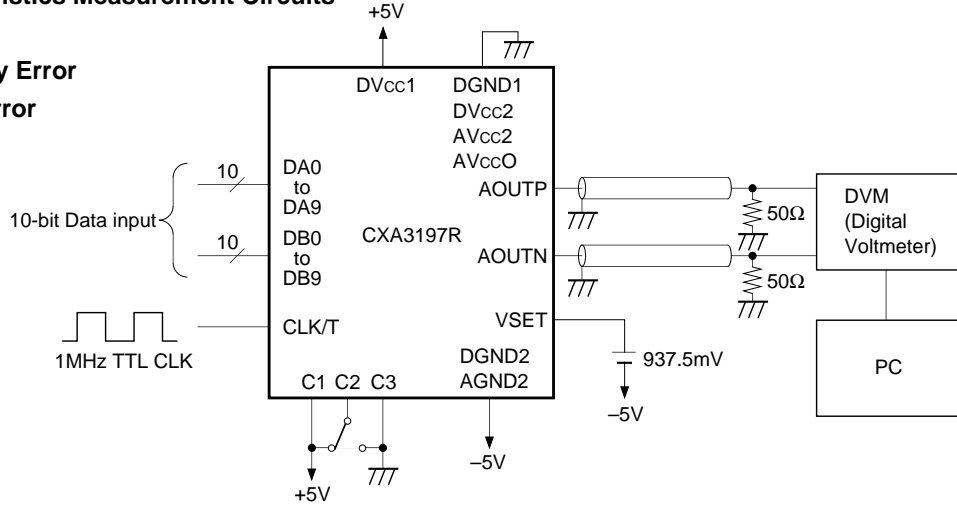 istics Measurement Circuits
y Error
rror
+5V
DVCC1
DGND1
DVCC2
AVCC2
AVCCO
10
DA0
to
DA9
10-bit Data input
10
DB0
to
DB9
CXA3197R
AOUTP
AOUTN
50Ω
50Ω
DVM
(Digital
Voltmeter)
CLK/T
1MHz TTL CLK
VSET
937.5mV
–5V
PC
DGND2
AGND2
C1 C2 C3
–5V
+5V